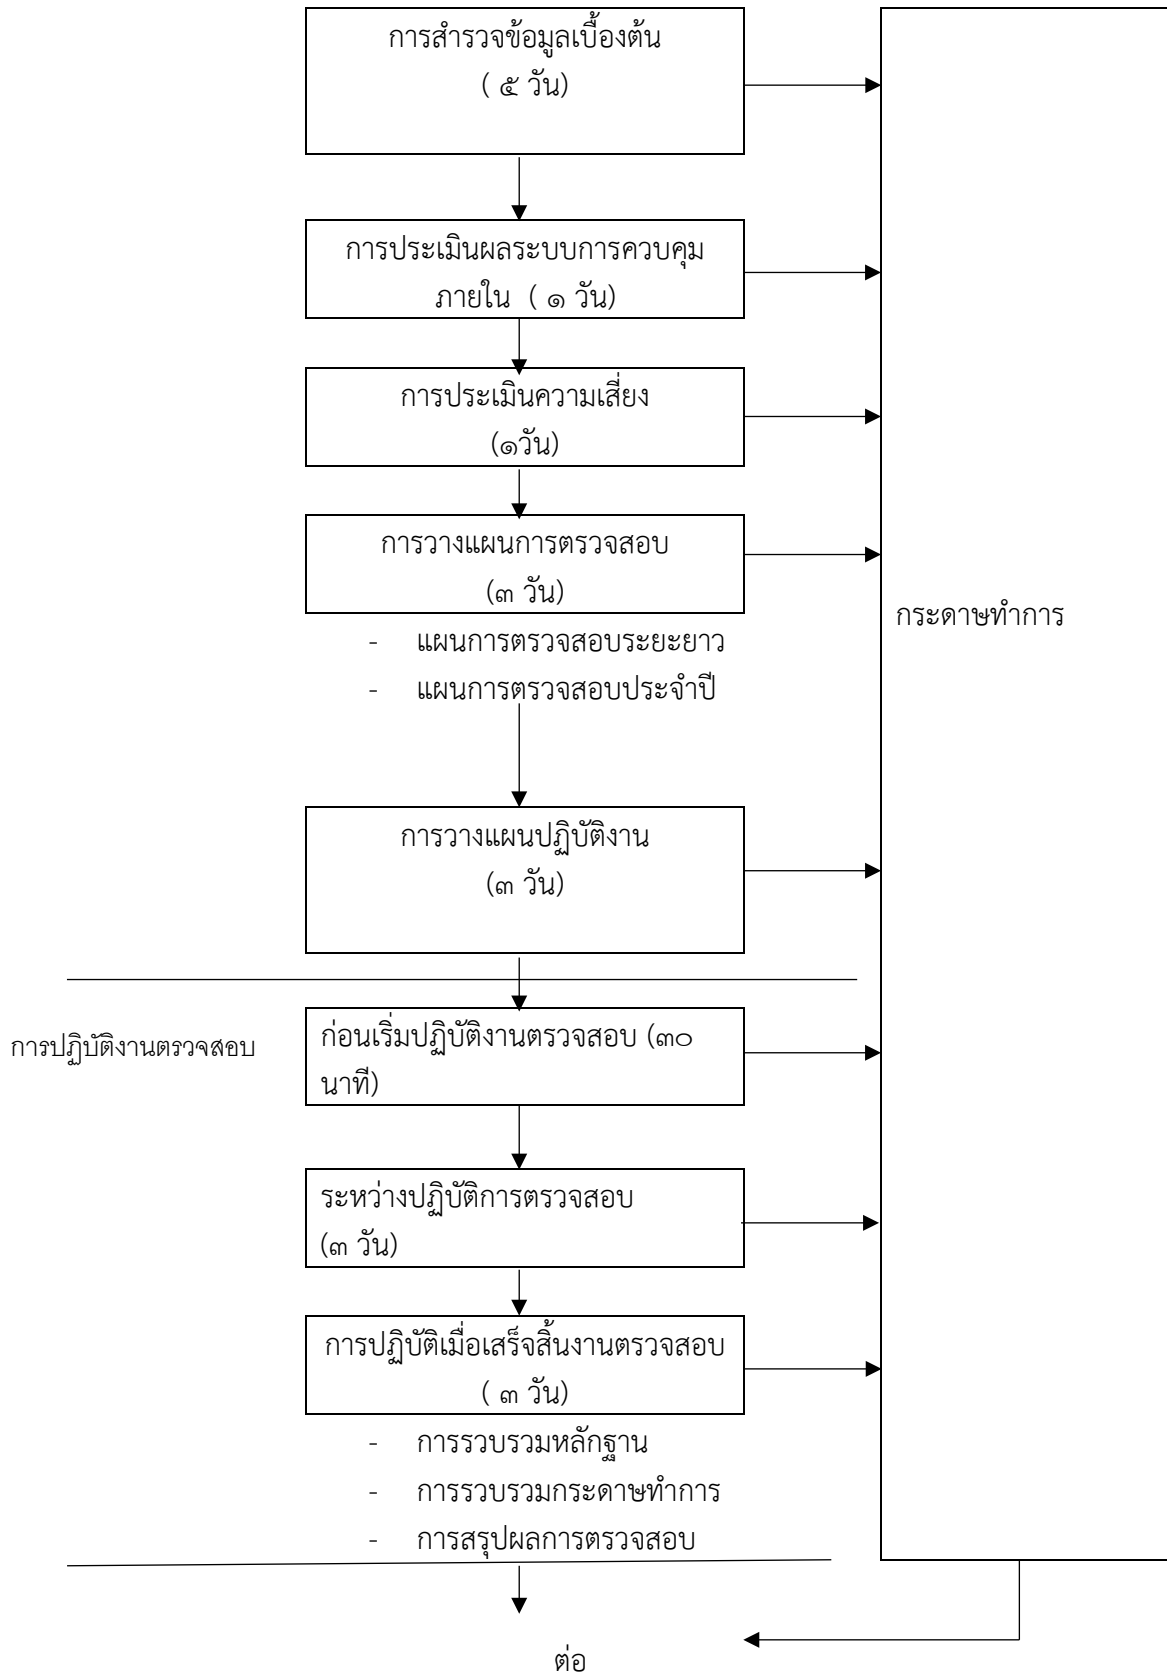 การสำรวจข้อมูลเบื้องต้น
( ๕ วัน)
การประเมินผลระบบการควบคุม
ภายใน ( ๑ วัน)
การประเมินความเสี่ยง
(๑วัน)
การวางแผนการตรวจสอบ
(๓ วัน)
- แผนการตรวจสอบระยะยาว
- แผนการตรวจสอบประจำปี
กระดาษทำการ
การวางแผนปฏิบัติงาน
(๓ วัน)
การปฏิบัติงานตรวจสอบ
ก่อนเริ่มปฏิบัติงานตรวจสอบ (๓๐
นาที)
ระหว่างปฏิบัติการตรวจสอบ
(๓ วัน)
การปฏิบัติเมื่อเสร็จสิ้นงานตรวจสอบ
( ๓ วัน)
- การรวบรวมหลักฐาน
- การรวบรวมกระดาษทำการ
- การสรุปผลการตรวจสอบ
ต่อ